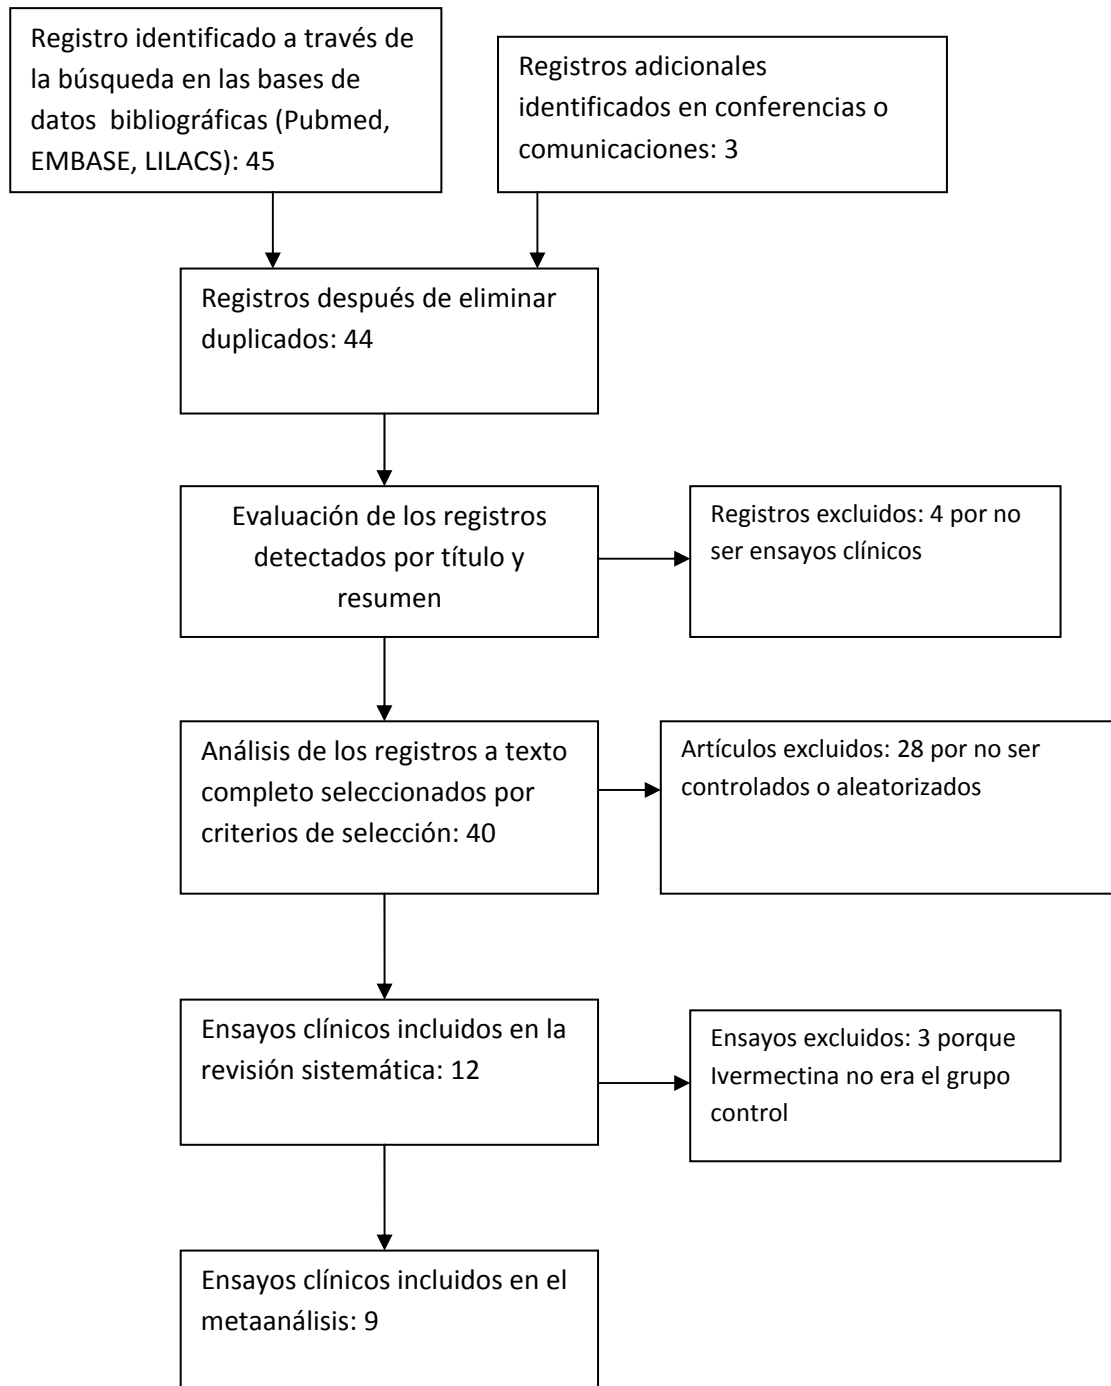 Registro identificado a través de
la búsqueda en las bases de
datos bibliográficas (Pubmed,
EMBASE, LILACS): 45
Registros adicionales
identificados en conferencias o
comunicaciones: 3
Registros después de eliminar
duplicados: 44
Evaluación de los registros
detectados por título y
resumen
Registros excluidos: 4 por no
ser ensayos clínicos
Análisis de los registros a texto
completo seleccionados por
criterios de selección: 40
Artículos excluidos: 28 por no ser
controlados o aleatorizados
Ensayos clínicos incluidos en la
revisión sistemática: 12
Ensayos excluidos: 3 porque
Ivermectina no era el grupo
control
Ensayos clínicos incluidos en el
metaanálisis: 9